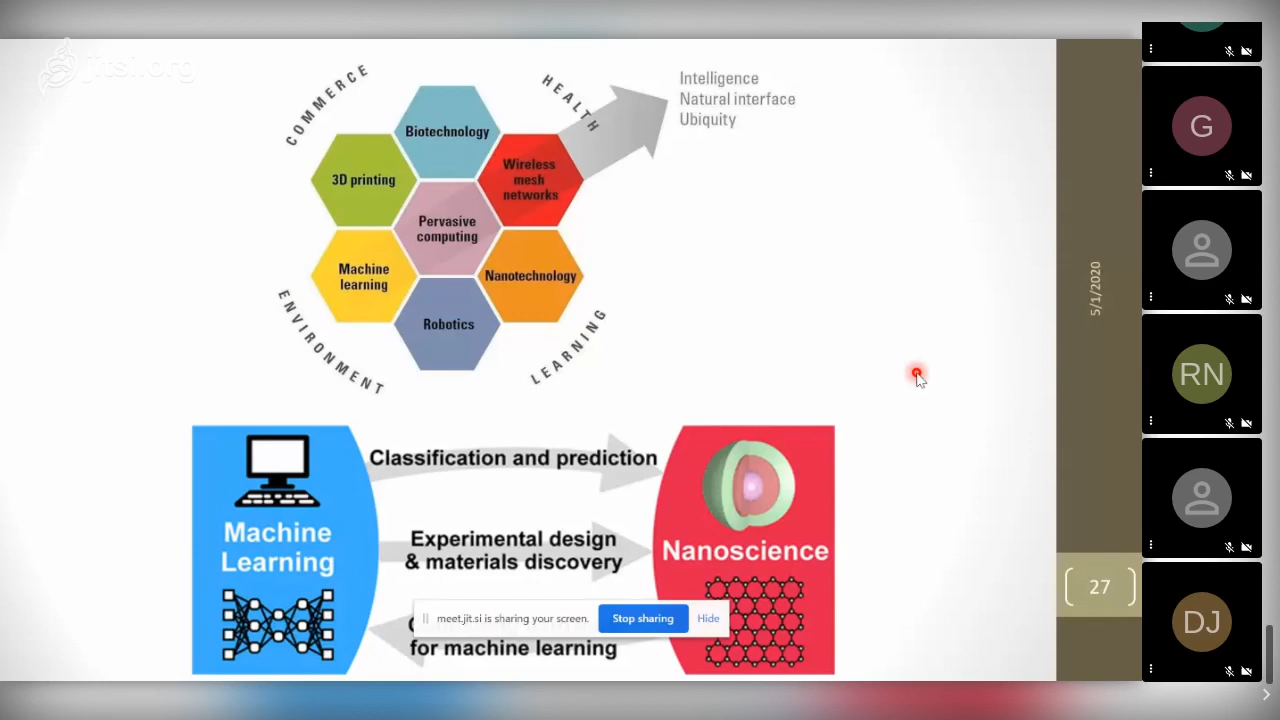 jitsi.org
COMMERCE
HEALTH
Intelligence
Natural interface
Ubiquity
Biotechnology
3D printing
Wireless
mesh
networks
Pervasive
computing
Machine
learning
Nanotechnology
Robotics
ENVIRONMENT
LEARNING
5/1/2020
27
Classification and prediction
Machine
Learning
Experimental design
& materials discovery
Nanoscience
for machine learning
meet.jit.si is sharing your screen.
Stop sharing
Hide
G
RN
DJ